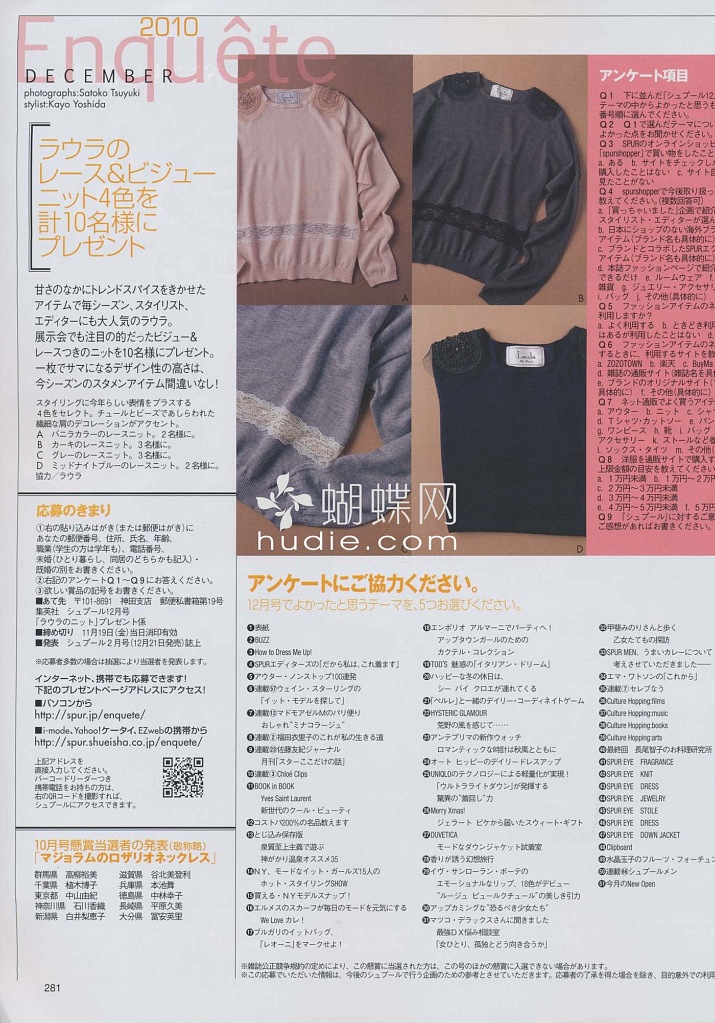 Enquête
2010
DECEMBER
photographs:Satoko Tsuyuki
stylist:Kayo Yoshida
ラウラの
レース&ビジュー
ニット4色を
計10名様に
プレゼント
甘さのなかにトレンドスパイスをきかせた
アイテムで毎シーズン、スタイリスト、
エディターにも大人気のラウラ。
展示会でも注目の的だったビジュー&
レースつきのニットを10名様にプレゼント。
一枚でサマになるデザイン性の高さは、
今シーズンのスタメンアイテム間違いなし!
スタイリングに今年らしい表情をプラスする
4色をセレクト。チュールとビーズであしらわれた
繊細な肩のデコレーションがアクセント。
A バニラカラーのレースニット。2名様に。
B カーキのレースニット。3名様に。
C グレーのレースニット。3名様に。
D ミッドナイトブルーのレースニット。2名様に。
協力/ラウラ
A
B
C
D
蝴蝶网
hudie.com
応募のきまり
①右の貼り込みはがき(または郵便はがき)に
あなたの郵便番号、住所、氏名、年齢、
職業(学生の方は学年も)、電話番号、
未婚(ひとり暮らし、同居のどちらかも記入)・
既婚の別をお書きください。
②右記のアンケートQ1~Q9にお答えください。
③欲しい賞品の記号をお書きください。
■あて先 〒101-8691 神田支店 郵便私書箱第19号
集英社 シュプール12月号
「ラウラのニット」プレゼント係
■締め切り 11月19日(金)当日消印有効
■発表 シュプール2月号(12月21日発売)誌上
※応募者多数の場合は抽選により当選者を発表します。
インターネット、携帯でも応募できます!
下記のプレゼントページアドレスにアクセス!
■パソコンから
http://spur.jp/enquete/
■i-mode、Yahoo!ケータイ、EZwebの携帯から
http://spur.shueisha.co.jp/enquete/
上記アドレスを
直接入力してください。
バーコードリーダーつき
携帯電話をお持ちの方は、
右のQRコードを撮影すれば、
シュプールにアクセスできます。
10月号懸賞当選者の発表(敬称略)
「マジョラムのロザリオネックレス」
群馬県 高柳裕美 滋賀県 谷北美登利
千葉県 植木博子 兵庫県 本池舞
東京都 中山由紀 徳島県 中林幸子
神奈川県 石川香織 長崎県 平原久美
新潟県 白井梨恵子 大分県 冨安英里
アンケート項目
Q1 下に並んだ「シュプール12
テーマの中からよかったと思うも
番号順に選んでください。
Q2 Q1で選んだテーマについ
よかった点をお聞かせください。
Q3 SPURのオンラインショッピ
「spurshopper」で買い物をしたこと
a. ある b. サイトをチェックした
購入したことはない c. サイト自
見たことがない
Q4 spurshopperで今後取り扱っ
教えてください。(複数回答可)
a. 「買っちゃいました」企画で紹介
スタイリスト・エディターが選ん
b. 日本にショップのない海外ブラ
アイテム(ブランド名も具体的に)
c. ブランドとコラボしたSPURエク
アイテム(ブランド名も具体的に)
d. 本誌ファッションページで紹介
できるだけ e. ルームウェア f.
雑貨 g. ジュエリー・アクセサリ
i. バッグ j. その他(具体的に)
Q5 ファッションアイテムのネ
利用しますか?
a. よく利用する b. ときどき利用
はあるが利用したことはない d.
Q6 ファッションアイテムのネ
するときに、利用するサイトを教
a. ZOZOTOWN b. 楽天 c. BuyMa
d. 雑誌の通販サイト(雑誌名を具体
e. ブランドのオリジナルサイト(
具体的に) f. その他(具体的に)
Q7 ネット通販でよく買うアイテ
a. アウター b. ニット c. シャ
d. Tシャツ・カットソー e. パン
g. ワンピース h. 靴 i. バッグ
アクセサリー k. ストールなど巻
l. ソックス・タイツ m. その他(
Q8 洋服を通販サイトで購入す
上限金額の目安を教えてください
a. 1万円未満 b. 1万円~2万円
c. 2万円~3万円未満
d. 3万円~4万円未満
e. 4万円~5万円未満 f. 5万円
Q9 「シュプール」に対するご意
ご感想があればお書きください。
アンケートにご協力ください。
12月号でよかったと思うテーマを、5つお選びください。
❶表紙
❷BUZZ
❸How to Dress Me Up!
❹SPURエディターズの「だから私は、これ着ます」
❺アウター・ノンストップ100連発
❻連載㊼ウェイン・スターリングの
「イット・モデルを探して」
❼連載⑫マドモアゼルMのパリ便り
おしゃれ“ミナコラージュ”
❽連載②福田衣里子のこれが私の生きる道
❾連載㉓佐藤友紀ジャーナル
月刊「スターここだけの話」
❿連載③Chloé Clips
⓫BOOK in BOOK
Yves Saint Laurent
新世代のクール・ビューティ
⓬コストパ200%の名品教えます
⓭とじ込み保存版
泉質至上主義で選ぶ
神がかり温泉オススメ35
⓮NY、モードなイット・ガールズ15人の
ホット・スタイリングSHOW
⓯買える・NYモデルスナップ!
⓰エルメスのスカーフが毎日のモードを元気にする
We Love カレ!
⓱ブルガリのイットバッグ、
「レオーニ」をマークせよ!
⓲エンポリオ アルマーニでパーティへ!
アップタウンガールのための
カクテル・コレクション
⓳TOD'S 魅惑の「イタリアン・ドリーム」
⓴ハッピーな冬の休日は、
シー バイ クロエが連れてくる
㉑「ペルレ」と一緒のデイリー・コーディネイトゲーム
㉒HYSTERIC GLAMOUR
荒野の風を感じて……
㉓アンテプリマの新作ウォッチ
ロマンティックな時計は秋風とともに
㉔オート ヒッピーのデイリードレスアップ
㉕UNIQLOのテクノロジーによる軽量化が実現!
「ウルトラライトダウン」が発揮する
驚異の“着回し”力
㉖Merry Xmas!
ジェラート ピケから届いたスウィート・ギフト
㉗DUVETICA
モードなダウンジャケット試着室
㉘香りが誘う幻想旅行
㉙イヴ・サンローラン・ボーテの
エモーショナルなリップ、18色がデビュー
“ルージュ ピュールクチュール”の美しき引力
㉚アップカミングな“恐るべき少女たち”
㉛マツコ・デラックスさんに聞きました
最強DX悩み相談室
「女ひとり、孤独とどう向き合うか」
㉜甲斐みのりさんと歩く
乙女たてもの探訪
㉝SPUR MEN、うまいカレーについて
考えさせていただきました――
㉞エマ・ワトソンの「これから」
㉟連載⑦セレブなう
㊱Culture Hopping:films
㊲Culture Hopping:music
㊳Culture Hopping:books
㊴Culture Hopping:arts
㊵最終回 長尾智子のお料理研究所
㊶SPUR EYE FRAGRANCE
㊷SPUR EYE KNIT
㊸SPUR EYE DRESS
㊹SPUR EYE JEWELRY
㊺SPUR EYE STOLE
㊻SPUR EYE DRESS
㊼SPUR EYE DOWN JACKET
㊽Clipboard
㊾水晶玉子のフルーツ・フォーチュン
㊿連載㊹シュプールニスト
今月のNew Open
※雑誌公正競争規約の定めにより、この懸賞に当選された方は、この号のほかの懸賞に入選できない場合があります。
※この応募でいただいた情報は、今後のシュプールで行う企画のための参考とさせていただきます。応募者の了承を得た場合を除き、目的意外での利用
281